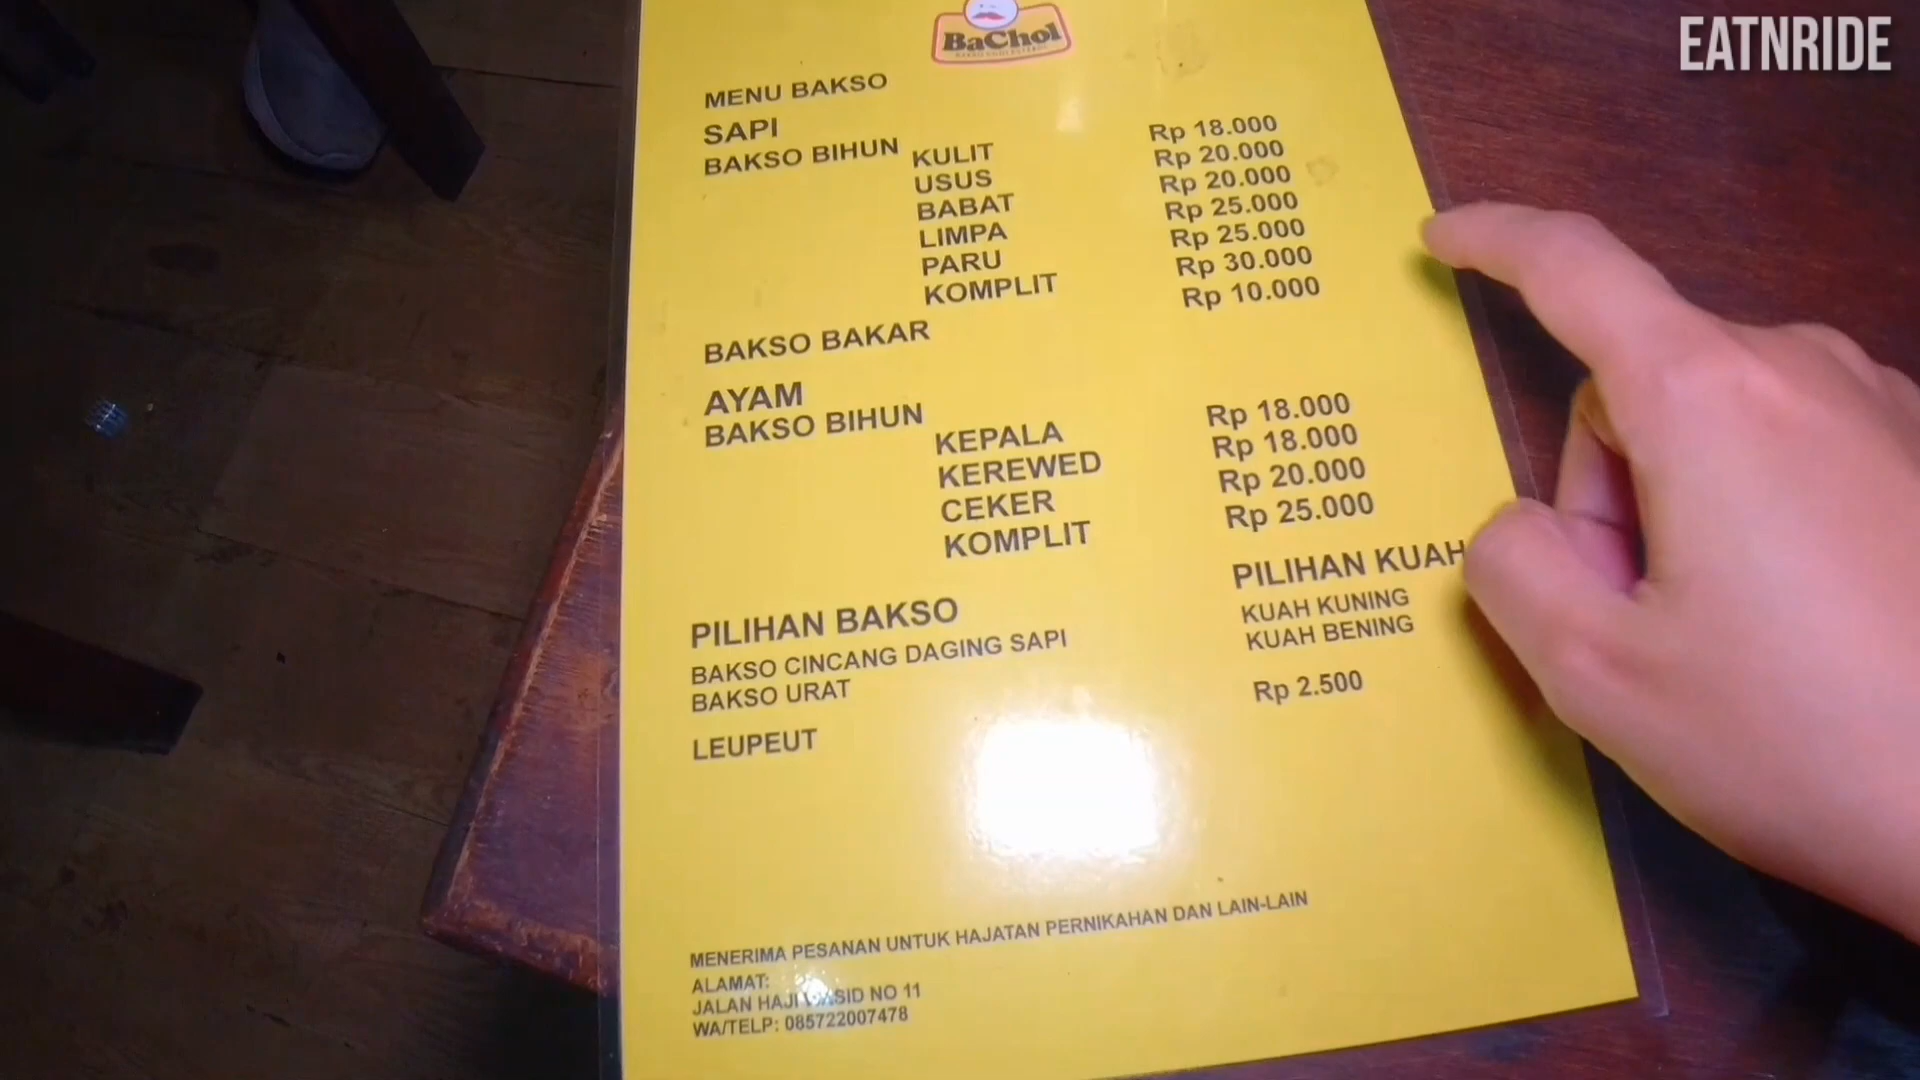 EATNRIDE
BaChol
MENU BAKSO
SAPI
BAKSO BIHUN KULIT Rp 18.000
USUS Rp 20.000
BABAT Rp 20.000
LIMPA Rp 25.000
PARU Rp 25.000
KOMPLIT Rp 30.000
BAKSO BAKAR Rp 10.000
AYAM
BAKSO BIHUN KEPALA Rp 18.000
KEREWED Rp 18.000
CEKER Rp 20.000
KOMPLIT Rp 25.000
PILIHAN BAKSO PILIHAN KUAH
BAKSO CINCANG DAGING SAPI KUAH KUNING
BAKSO URAT KUAH BENING
LEUPEUT Rp 2.500
MENERIMA PESANAN UNTUK HAJATAN PERNIKAHAN DAN LAIN-LAIN
ALAMAT:
JALAN HAJI NO 11
WA/TELP: 085722007478